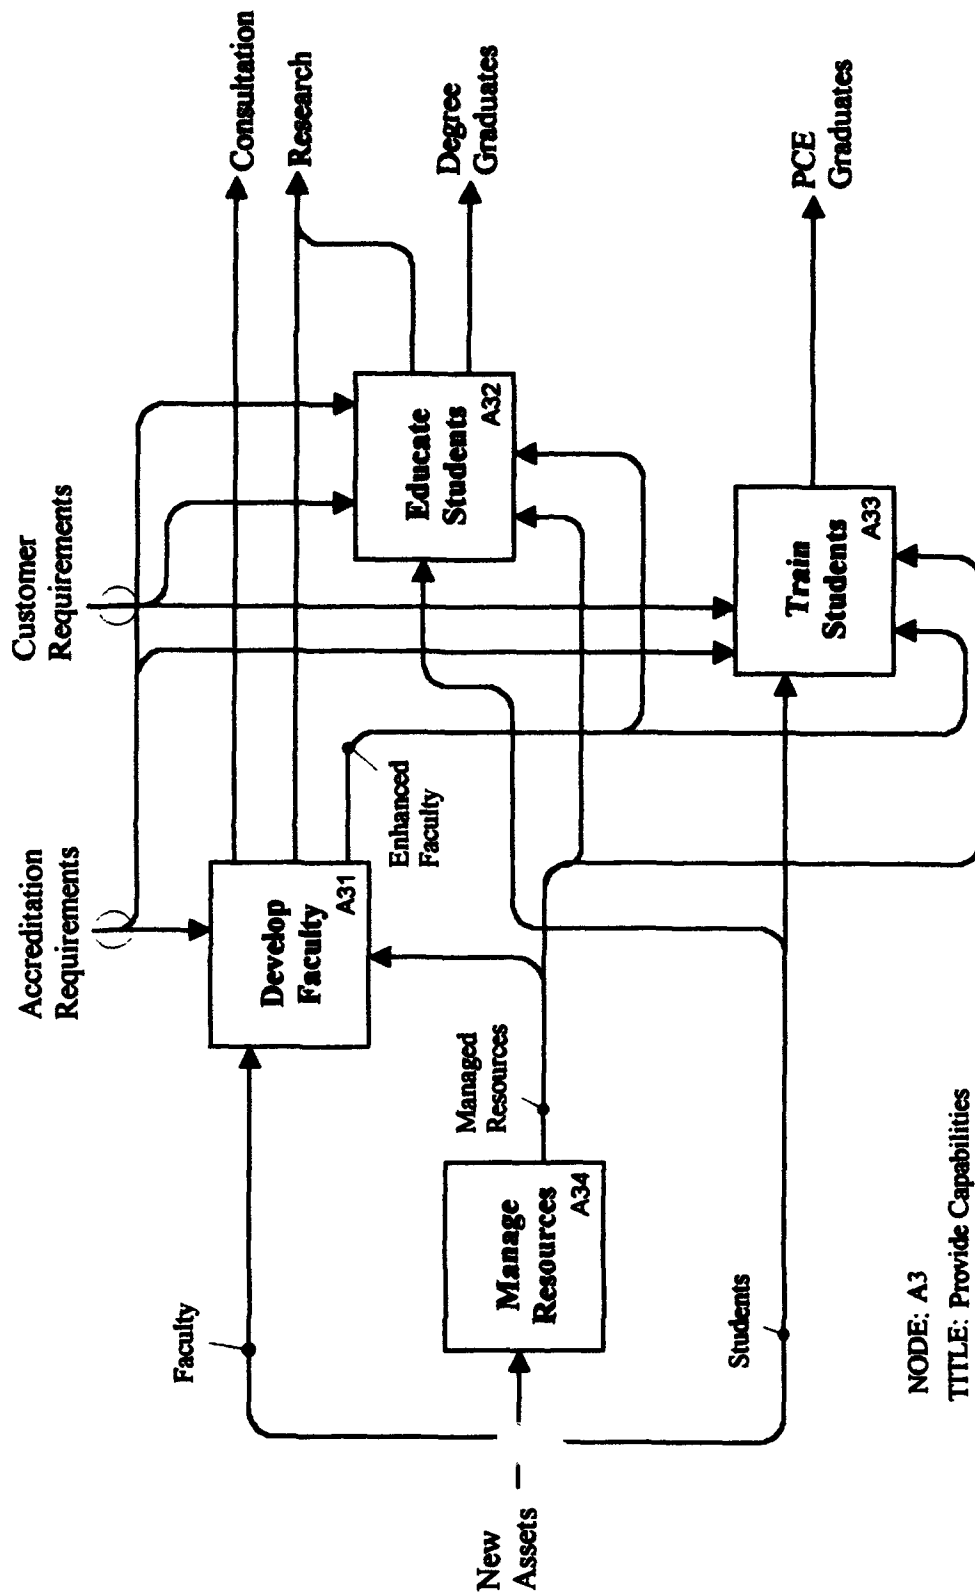 Accreditation
Requirements
Customer
Requirements
Consultation
Research
Faculty
Develop
Faculty
A31
Enhanced
Faculty
Educate
Students
A32
Degree
Graduates
New
Assets
Manage
Resources
A34
Managed
Resources
Students
Train
Students
A33
PCE
Graduates
NODE: A3
TITLE: Provide Capabilities